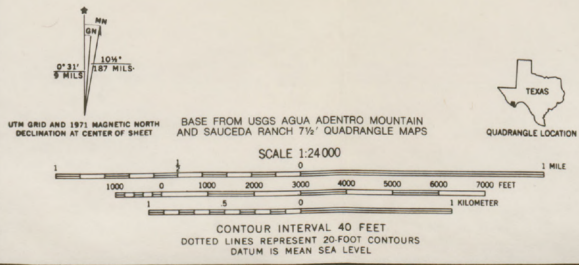 MN
GN
0°31'
9 MILS
10½°
187 MILS
UTM GRID AND 1971 MAGNETIC NORTH
DECLINATION AT CENTER OF SHEET
BASE FROM USGS AGUA ADENTRO MOUNTAIN
AND SAUCEDA RANCH 7½' QUADRANGLE MAPS
TEXAS
QUADRANGLE LOCATION
SCALE 1:24 000
1 ½ 0 1 MILE
1000 0 1000 2000 3000 4000 5000 6000 7000 FEET
1 .5 0 1 KILOMETER
CONTOUR INTERVAL 40 FEET
DOTTED LINES REPRESENT 20-FOOT CONTOURS
DATUM IS MEAN SEA LEVEL